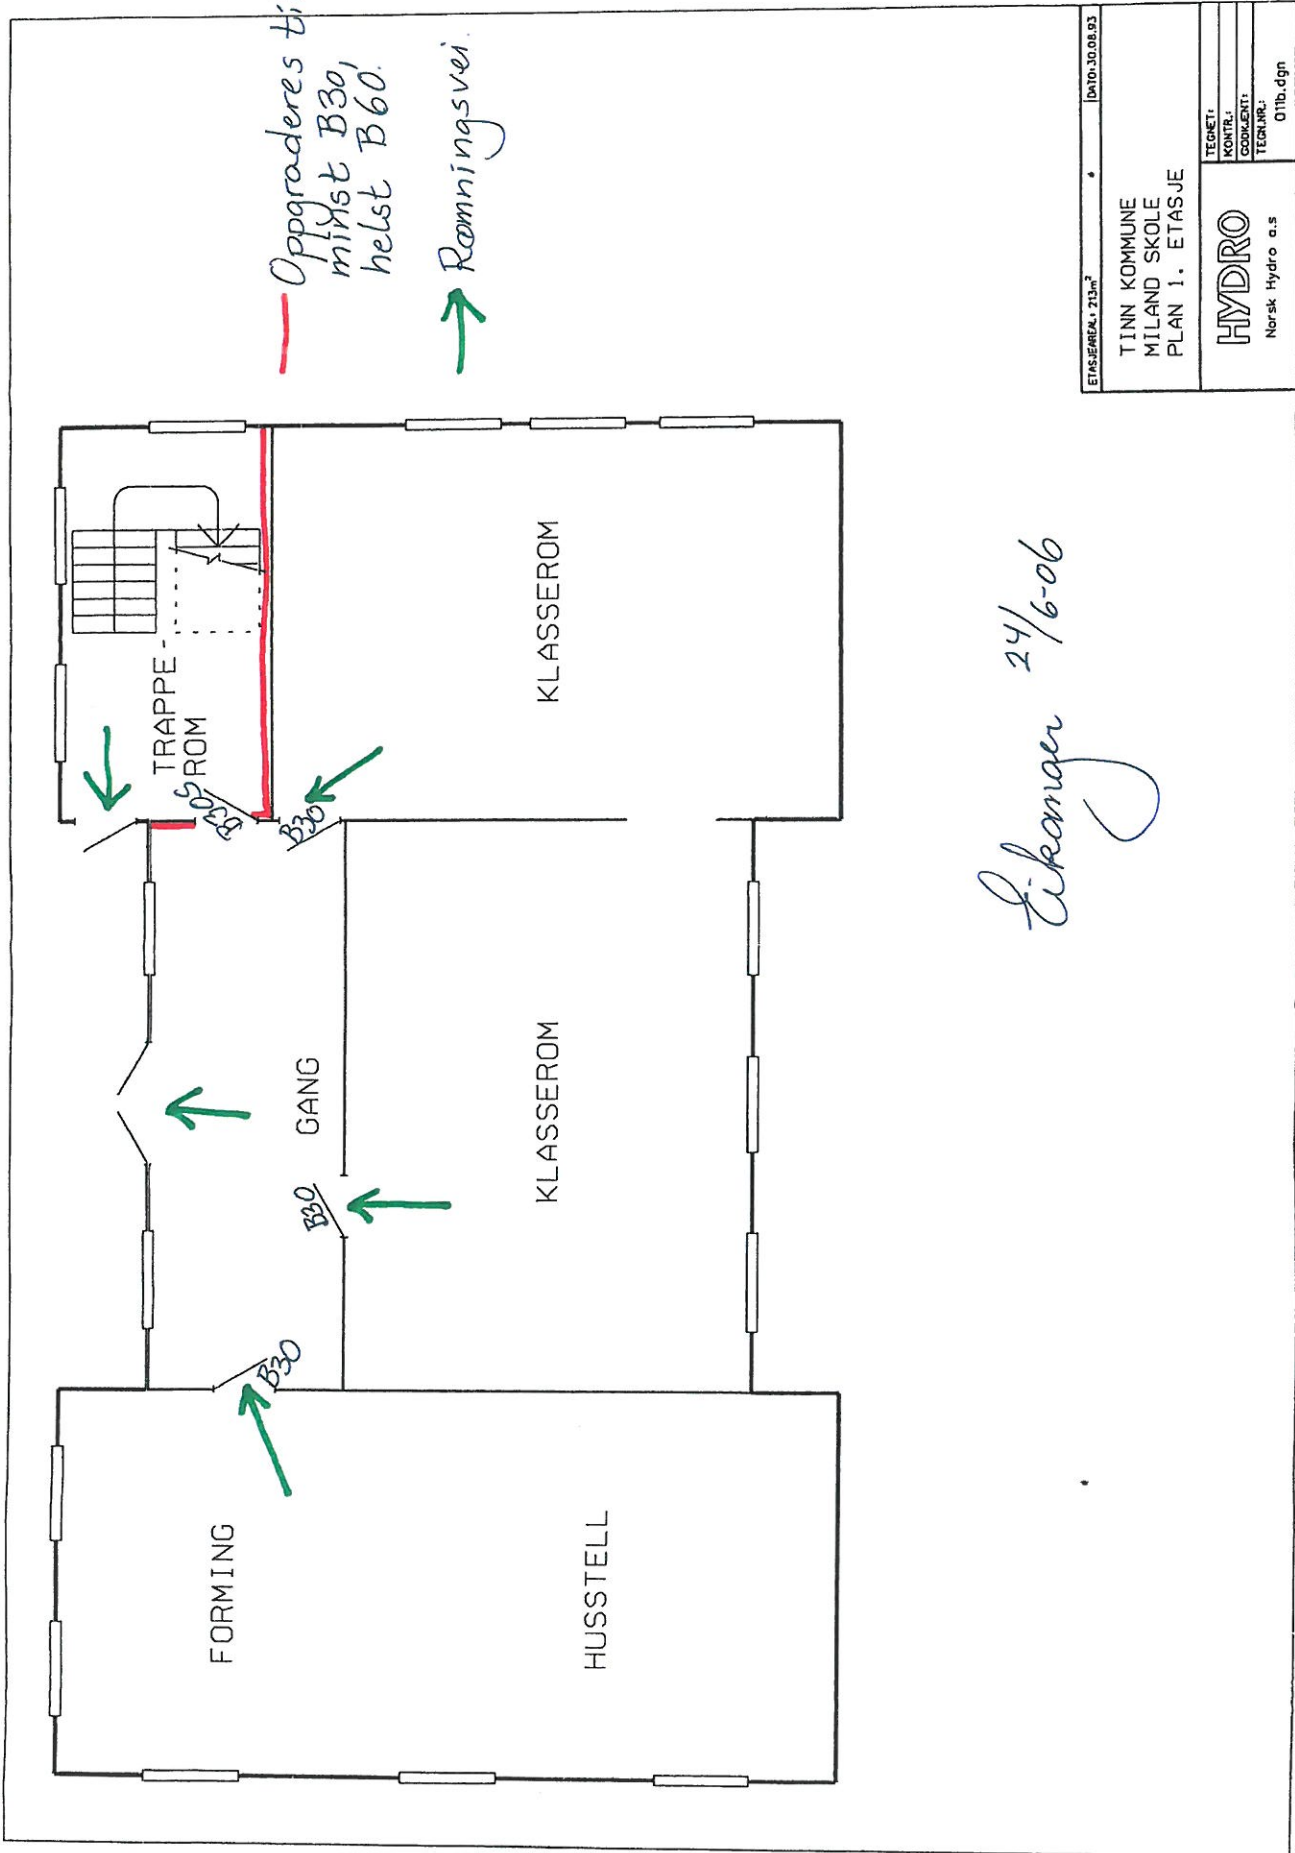 Oppgraderes ti
minst B30,
helst B60.
Rømningsvei.
TRAPPE-
ROM
B30S
B30
KLASSEROM
GANG
B30
KLASSEROM
B30
FORMING
HUSSTELL
24/6-06
ETASJEAREAL: 213m²
DATO: 30.08.93
TINN KOMMUNE
MILAND SKOLE
PLAN 1. ETASJE
HYDRO
Norsk Hydro a.s
TEGNET:
KONTR.:
GODKJENT:
TEGN.NR.:
011b.dgn